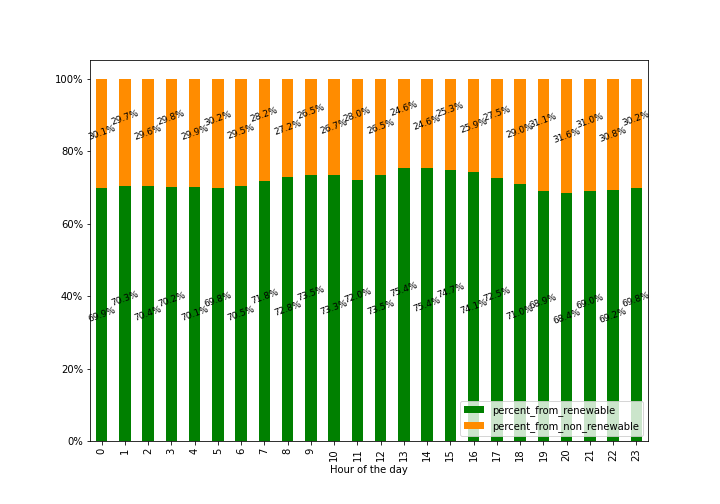 100%
30.1% 29.7% 29.6% 29.8% 29.9% 30.2% 29.5% 28.2% 27.2% 26.5% 26.7% 28.0% 26.5% 24.6% 24.6% 25.3% 25.9% 27.5% 29.0% 31.1% 31.6% 31.0% 30.8% 30.2%
80%
60%
40%
69.9% 70.3% 70.4% 70.2% 70.1% 69.8% 70.5% 71.8% 72.8% 73.5% 73.3% 72.0% 73.5% 75.4% 75.4% 74.7% 74.1% 72.5% 71.0% 68.9% 68.4% 69.0% 69.2% 69.8%
20%
0%
percent_from_renewable
percent_from_non_renewable
0 1 2 3 4 5 6 7 8 9 10 11 12 13 14 15 16 17 18 19 20 21 22 23
Hour of the day